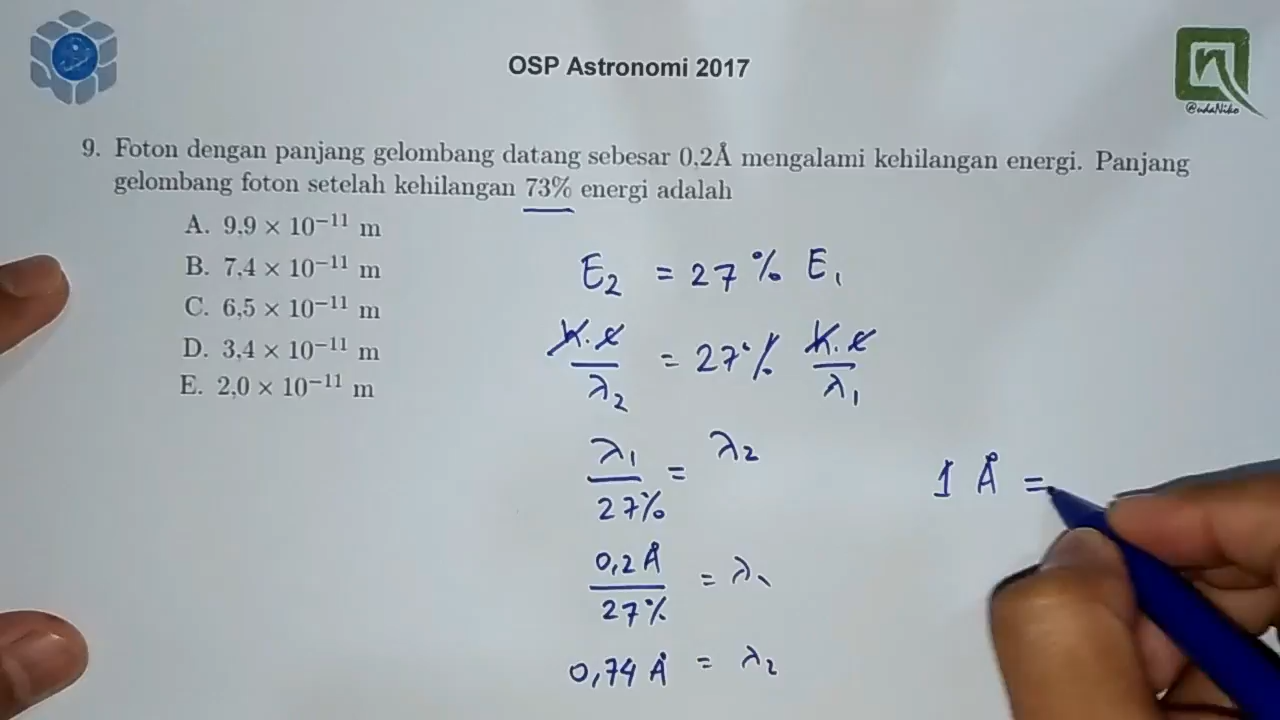 OSP Astronomi 2017
@udaNiko
9. Foton dengan panjang gelombang datang sebesar 0,2Å mengalami kehilangan energi. Panjang
gelombang foton setelah kehilangan 73% energi adalah
A. 9,9 × 10⁻¹¹ m
B. 7,4 × 10⁻¹¹ m
C. 6,5 × 10⁻¹¹ m
D. 3,4 × 10⁻¹¹ m
E. 2,0 × 10⁻¹¹ m
E₂ = 27% E₁
h.c/λ₂ = 27% h.c/λ₁
λ₁/27% = λ₂
0,2Å/27% = λ
0,74 Å = λ₂
1 Å =